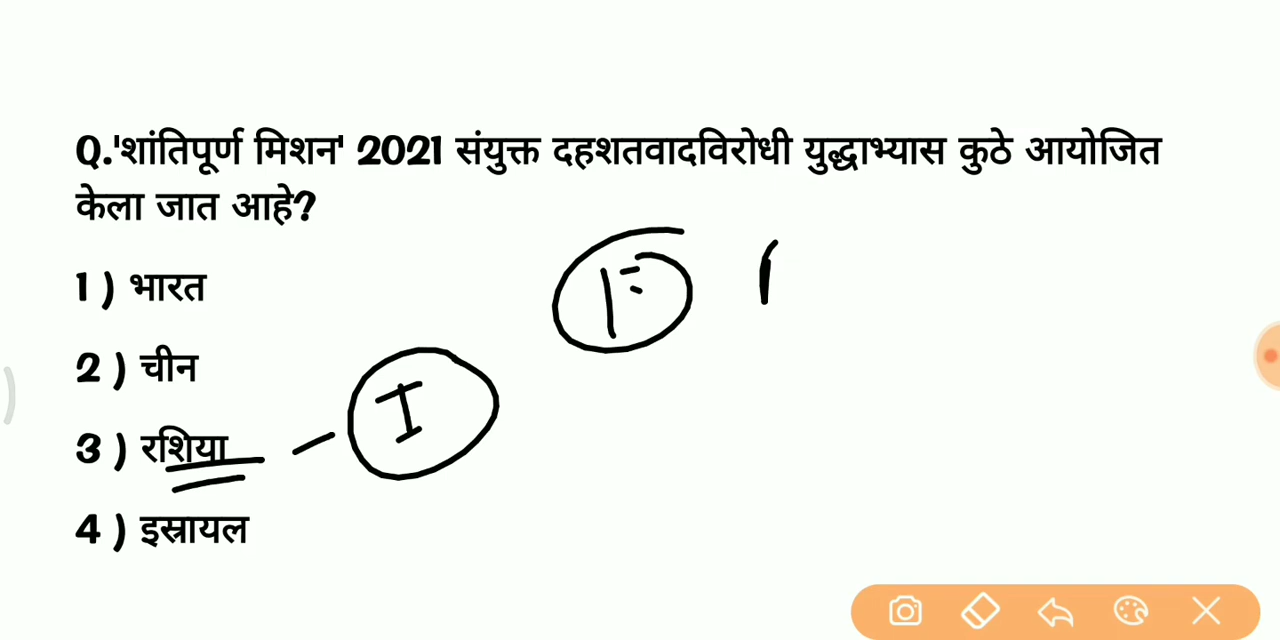 Q.'शांतिपूर्ण मिशन' 2021 संयुक्त दहशतवादविरोधी युद्धाभ्यास कुठे आयोजित
केला जात आहे?
1 ) भारत
2 ) चीन
3 ) रशिया - I
4 ) इस्रायल